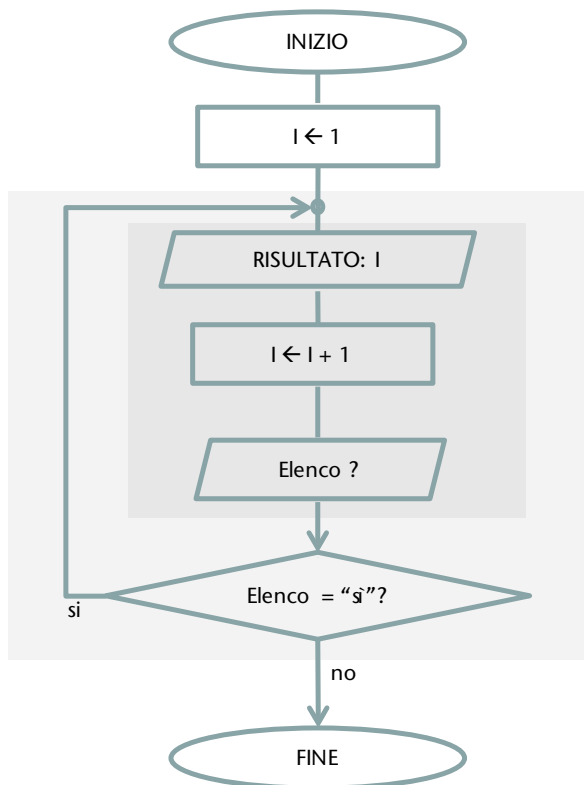 INIZIO
I ← 1
RISULTATO: I
I ← I + 1
Elenco ?
Elenco = “sì”?
si
no
FINE